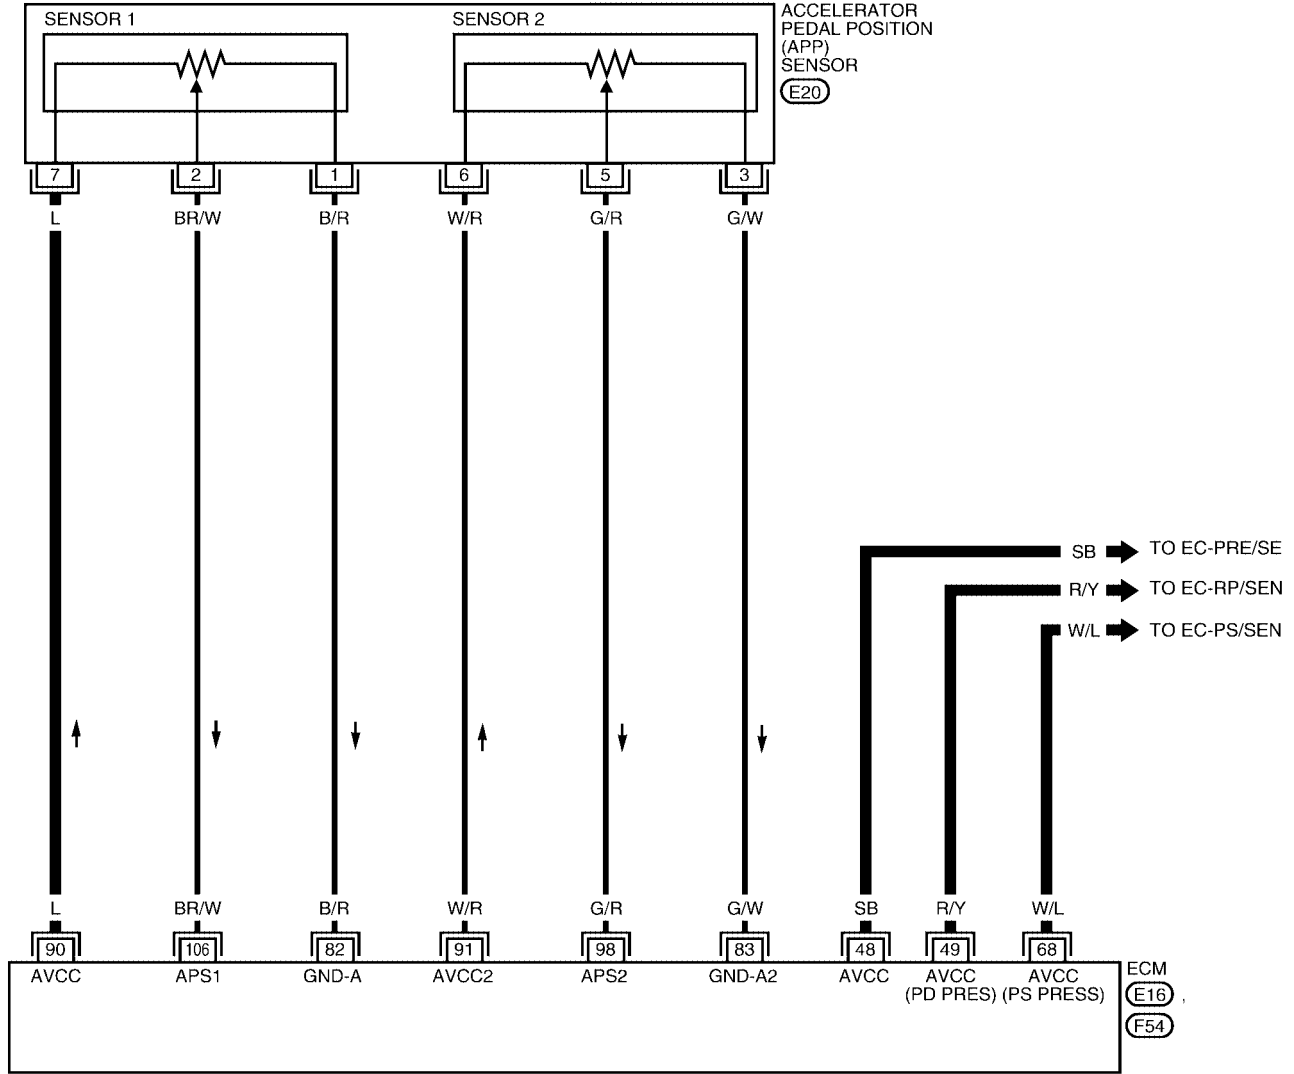 SENSOR 1
SENSOR 2
ACCELERATOR
PEDAL POSITION
(APP)
SENSOR
E20
7 2 1 6 5 3
L BR/W B/R W/R G/R G/W
SB TO EC-PRE/SE
R/Y TO EC-RP/SEN
W/L TO EC-PS/SEN
L BR/W B/R W/R G/R G/W SB R/Y W/L
90 106 82 91 98 83 48 49 68
AVCC APS1 GND-A AVCC2 APS2 GND-A2 AVCC AVCC AVCC
(PD PRES) (PS PRESS)
ECM
E16 ,
F54